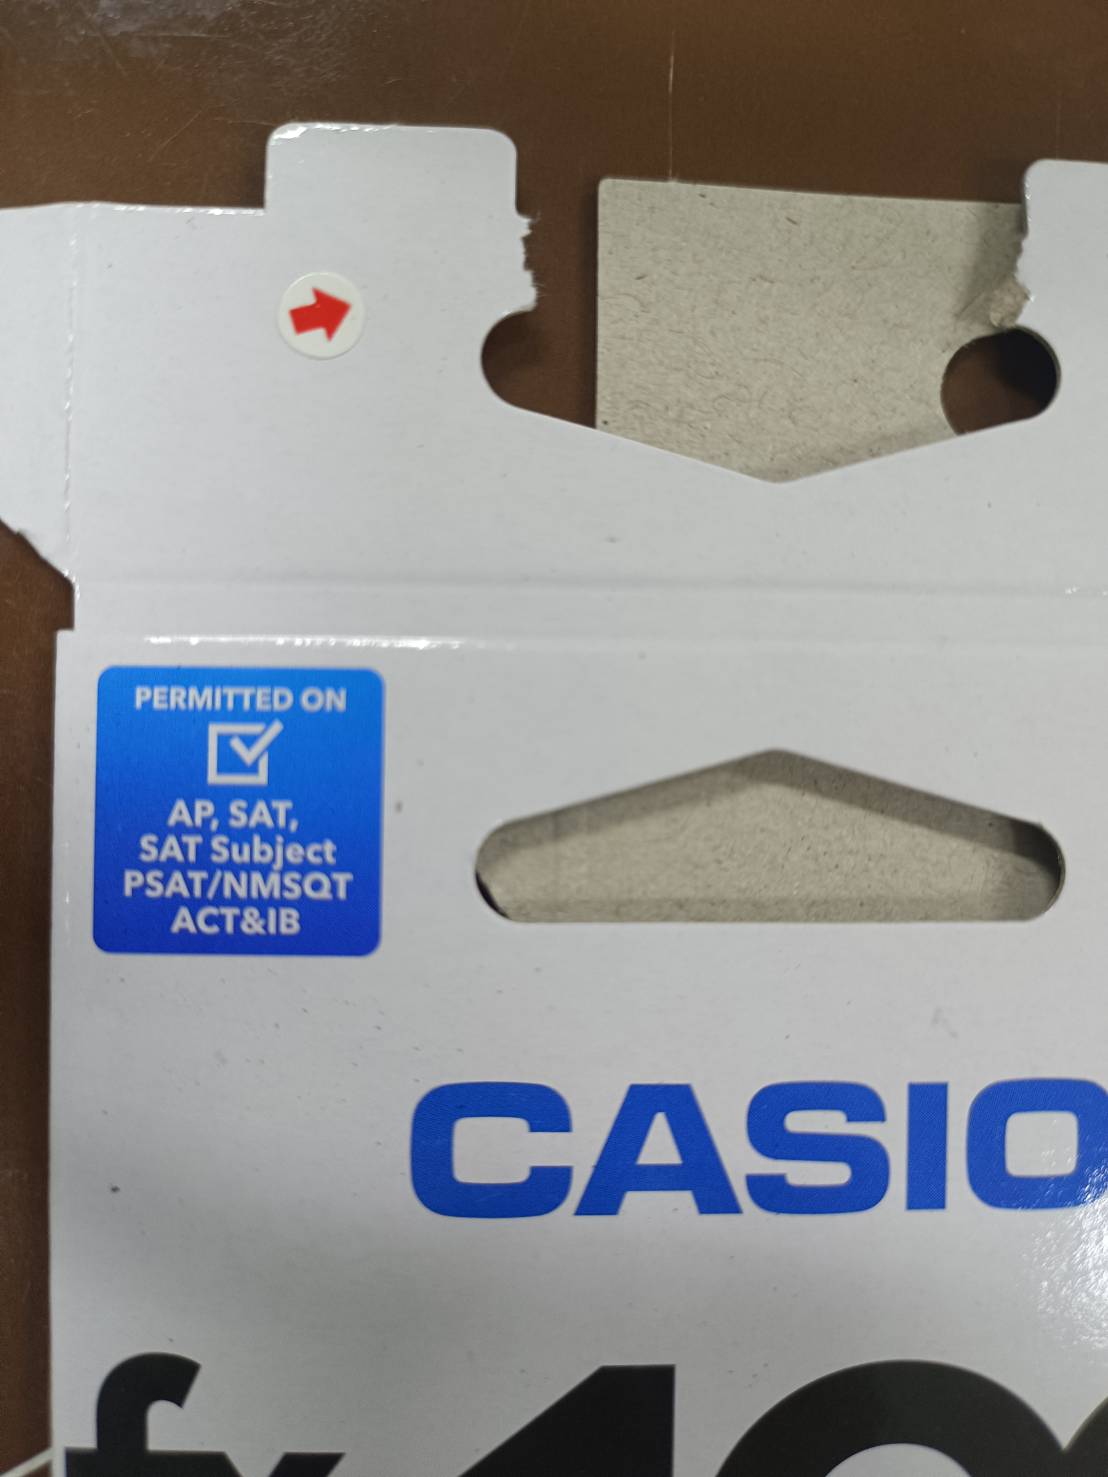 PERMITTED ON
AP, SAT,
SAT Subject
PSAT/NMSQT
ACT&IB
CASIO